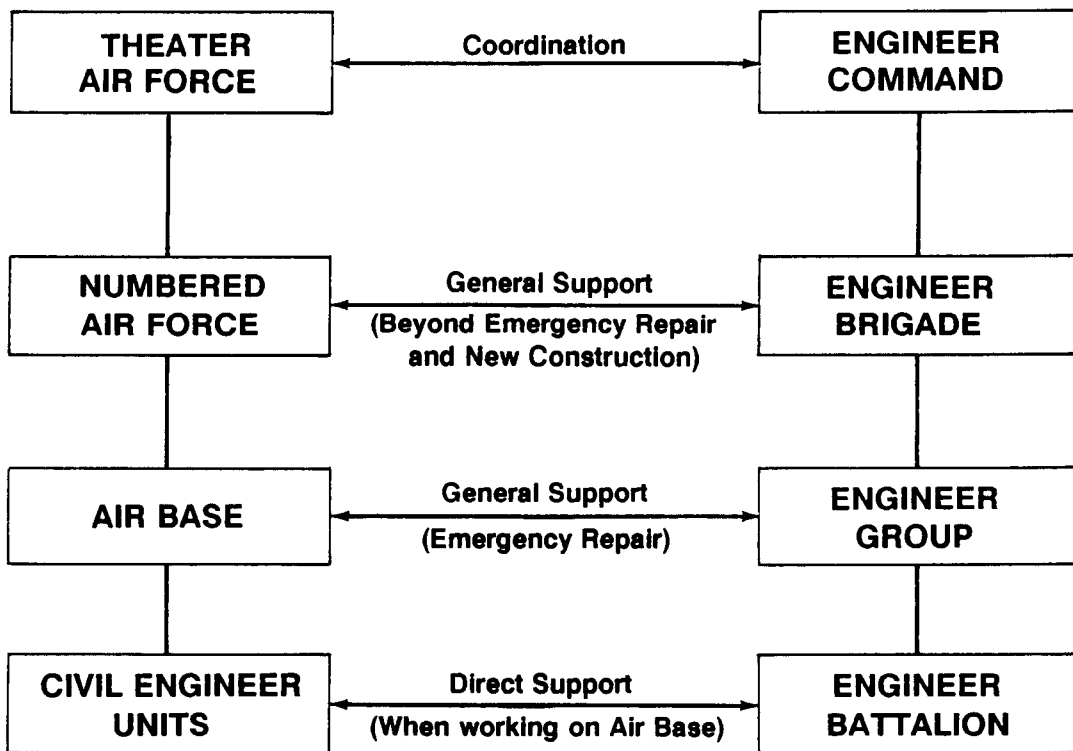 THEATER
AIR FORCE
Coordination
ENGINEER
COMMAND
NUMBERED
AIR FORCE
General Support
(Beyond Emergency Repair
and New Construction)
ENGINEER
BRIGADE
AIR BASE
General Support
(Emergency Repair)
ENGINEER
GROUP
CIVIL ENGINEER
UNITS
Direct Support
(When working on Air Base)
ENGINEER
BATTALION